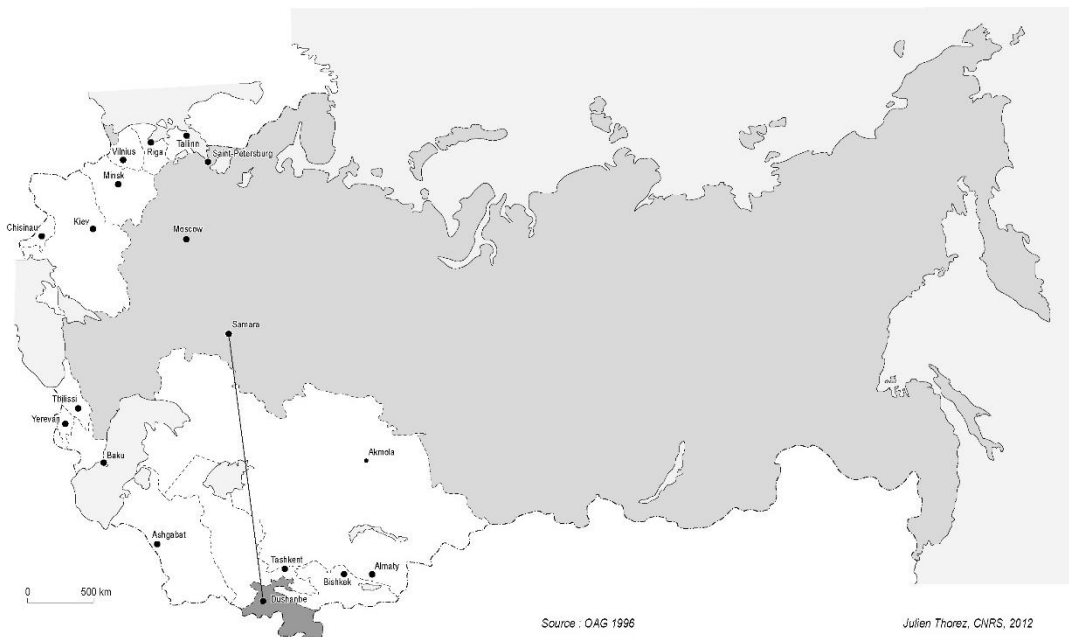 Tallinn
Riga
Vilnius
Saint-Petersburg
Minsk
Kiev
Chisinau
Moscow
Samara
Tbilissi
Yerevan
Baku
Akmola
Ashgabat
Tashkent
Bishkek
Almaty
Dushanbe
0 500 km
Source : OAG 1996
Julien Thorez, CNRS, 2012